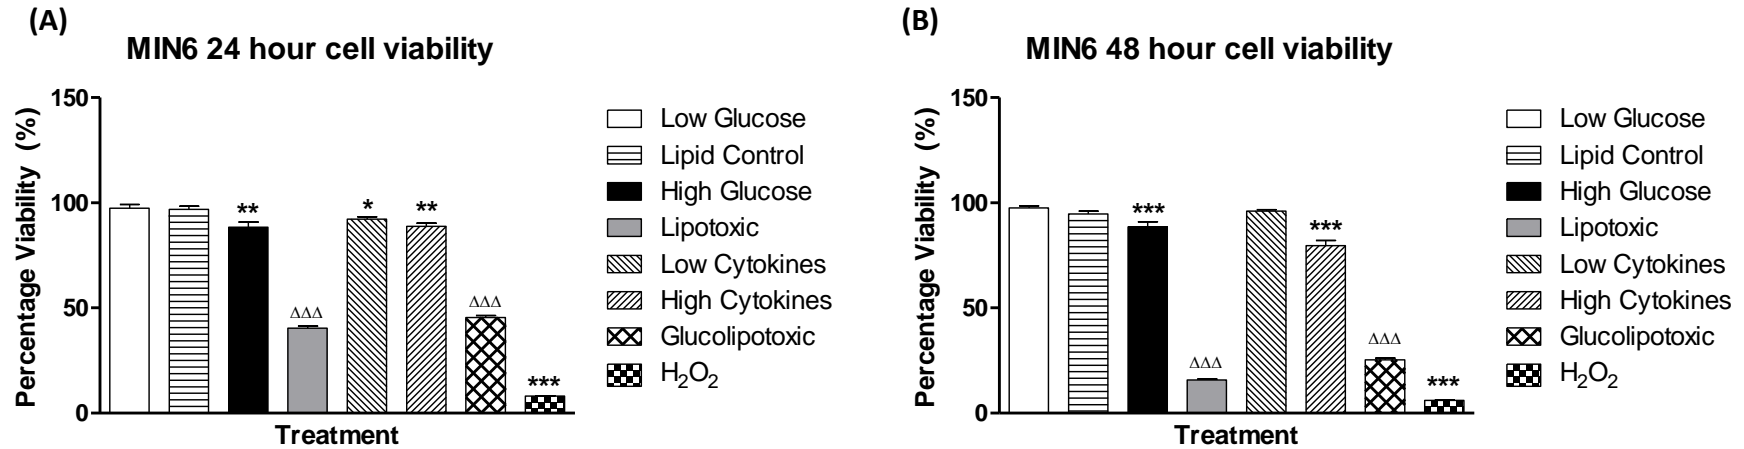 (A)
MIN6 24 hour cell viability
Percentage Viability (%)
150
100
50
0
**
ΔΔΔ
*
**
ΔΔΔ
***
Treatment
Low Glucose
Lipid Control
High Glucose
Lipotoxic
Low Cytokines
High Cytokines
Glucolipotoxic
H₂O₂
(B)
MIN6 48 hour cell viability
Percentage Viability (%)
150
100
50
0
***
ΔΔΔ
***
ΔΔΔ
***
Treatment
Low Glucose
Lipid Control
High Glucose
Lipotoxic
Low Cytokines
High Cytokines
Glucolipotoxic
H₂O₂